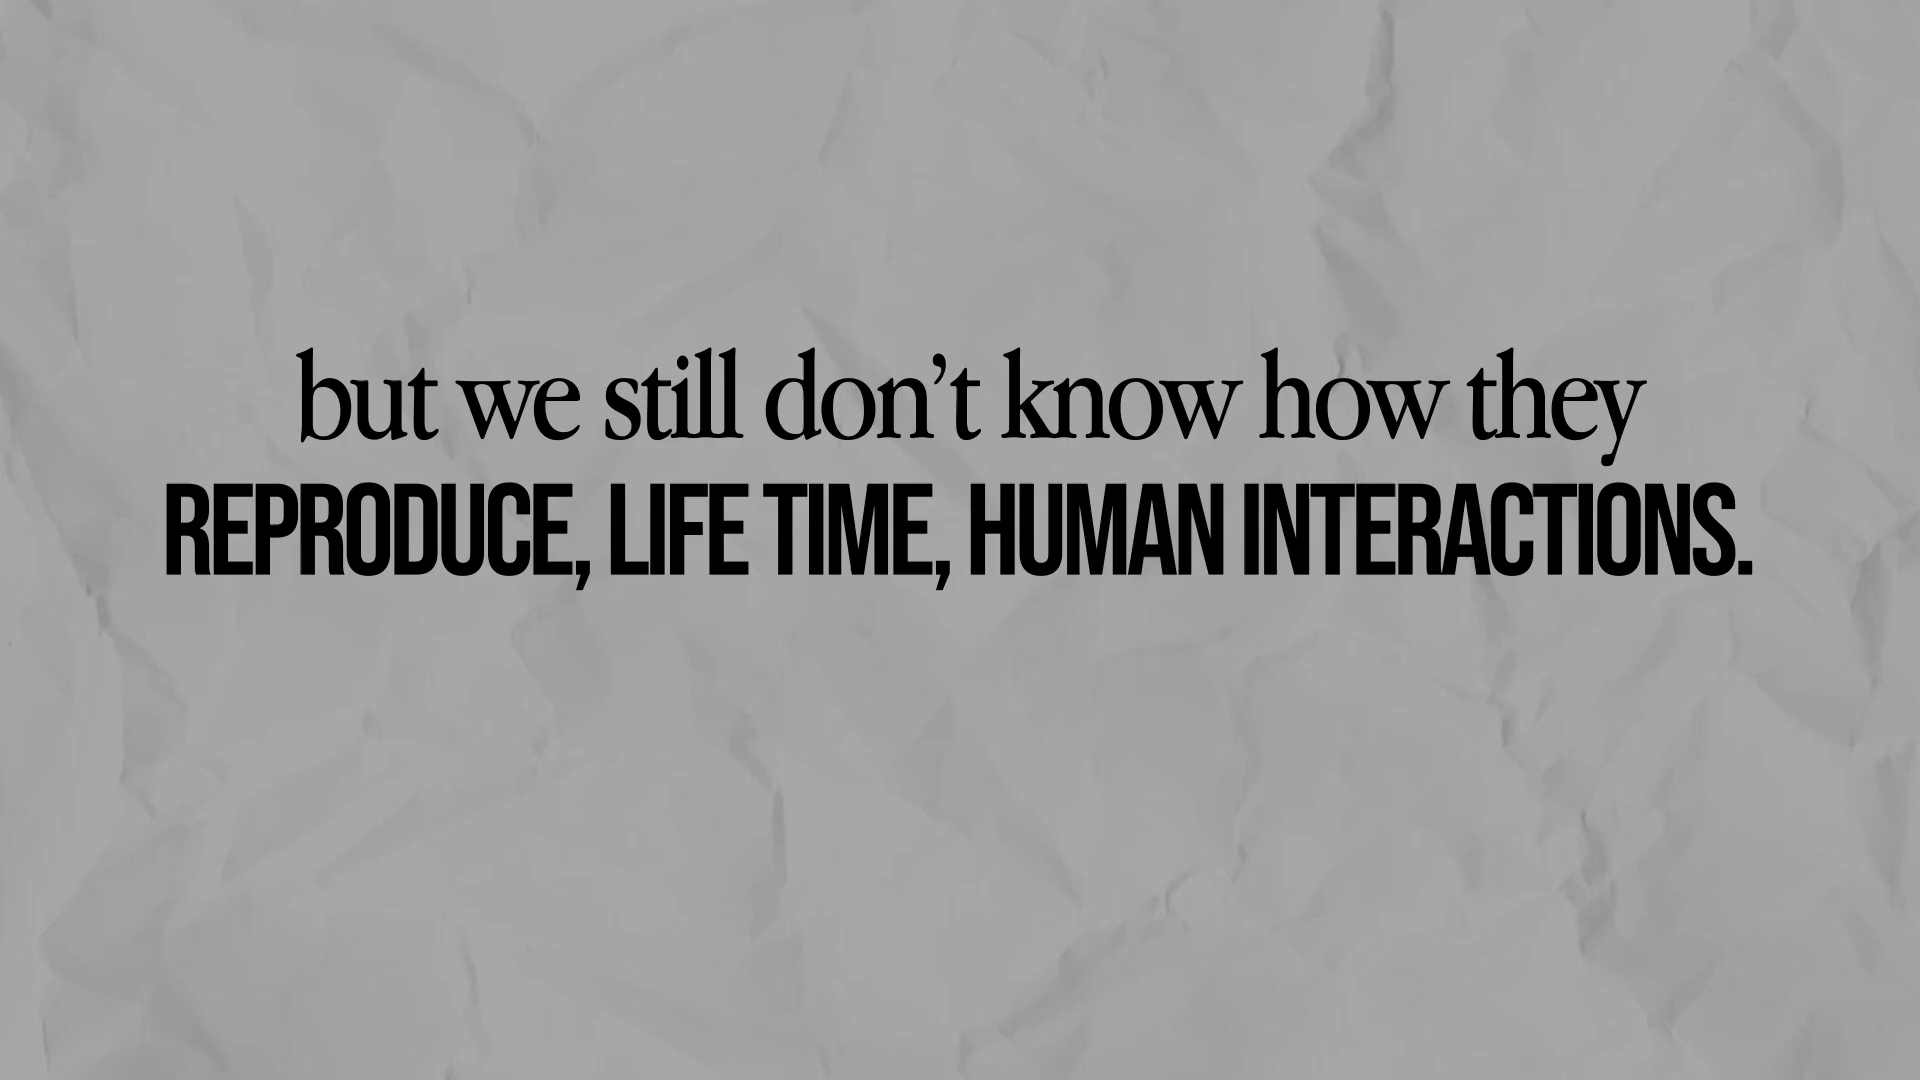 but we still don’t know how they
REPRODUCE, LIFE TIME, HUMAN INTERACTIONS.